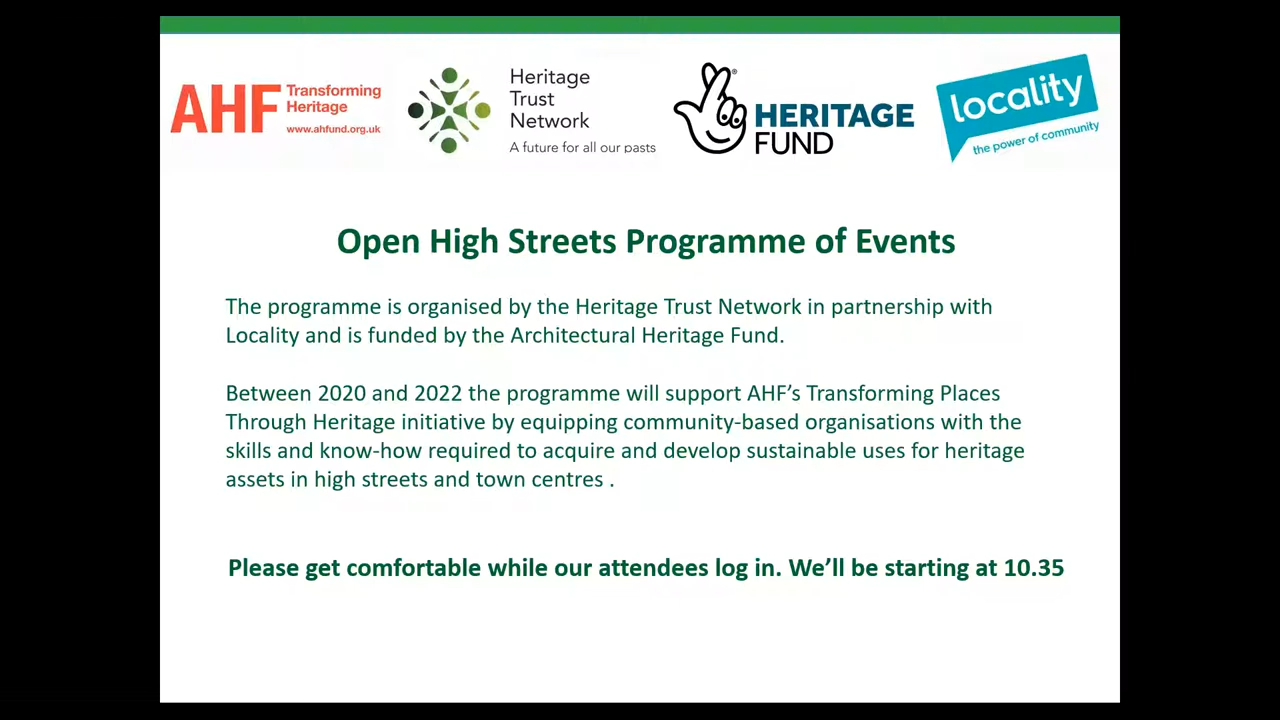 AHF Transforming Heritage
www.ahfund.org.uk
Heritage
Trust
Network
A future for all our pasts
HERITAGE
FUND
locality
the power of community
Open High Streets Programme of Events
The programme is organised by the Heritage Trust Network in partnership with
Locality and is funded by the Architectural Heritage Fund.
Between 2020 and 2022 the programme will support AHF’s Transforming Places
Through Heritage initiative by equipping community-based organisations with the
skills and know-how required to acquire and develop sustainable uses for heritage
assets in high streets and town centres .
Please get comfortable while our attendees log in. We’ll be starting at 10.35